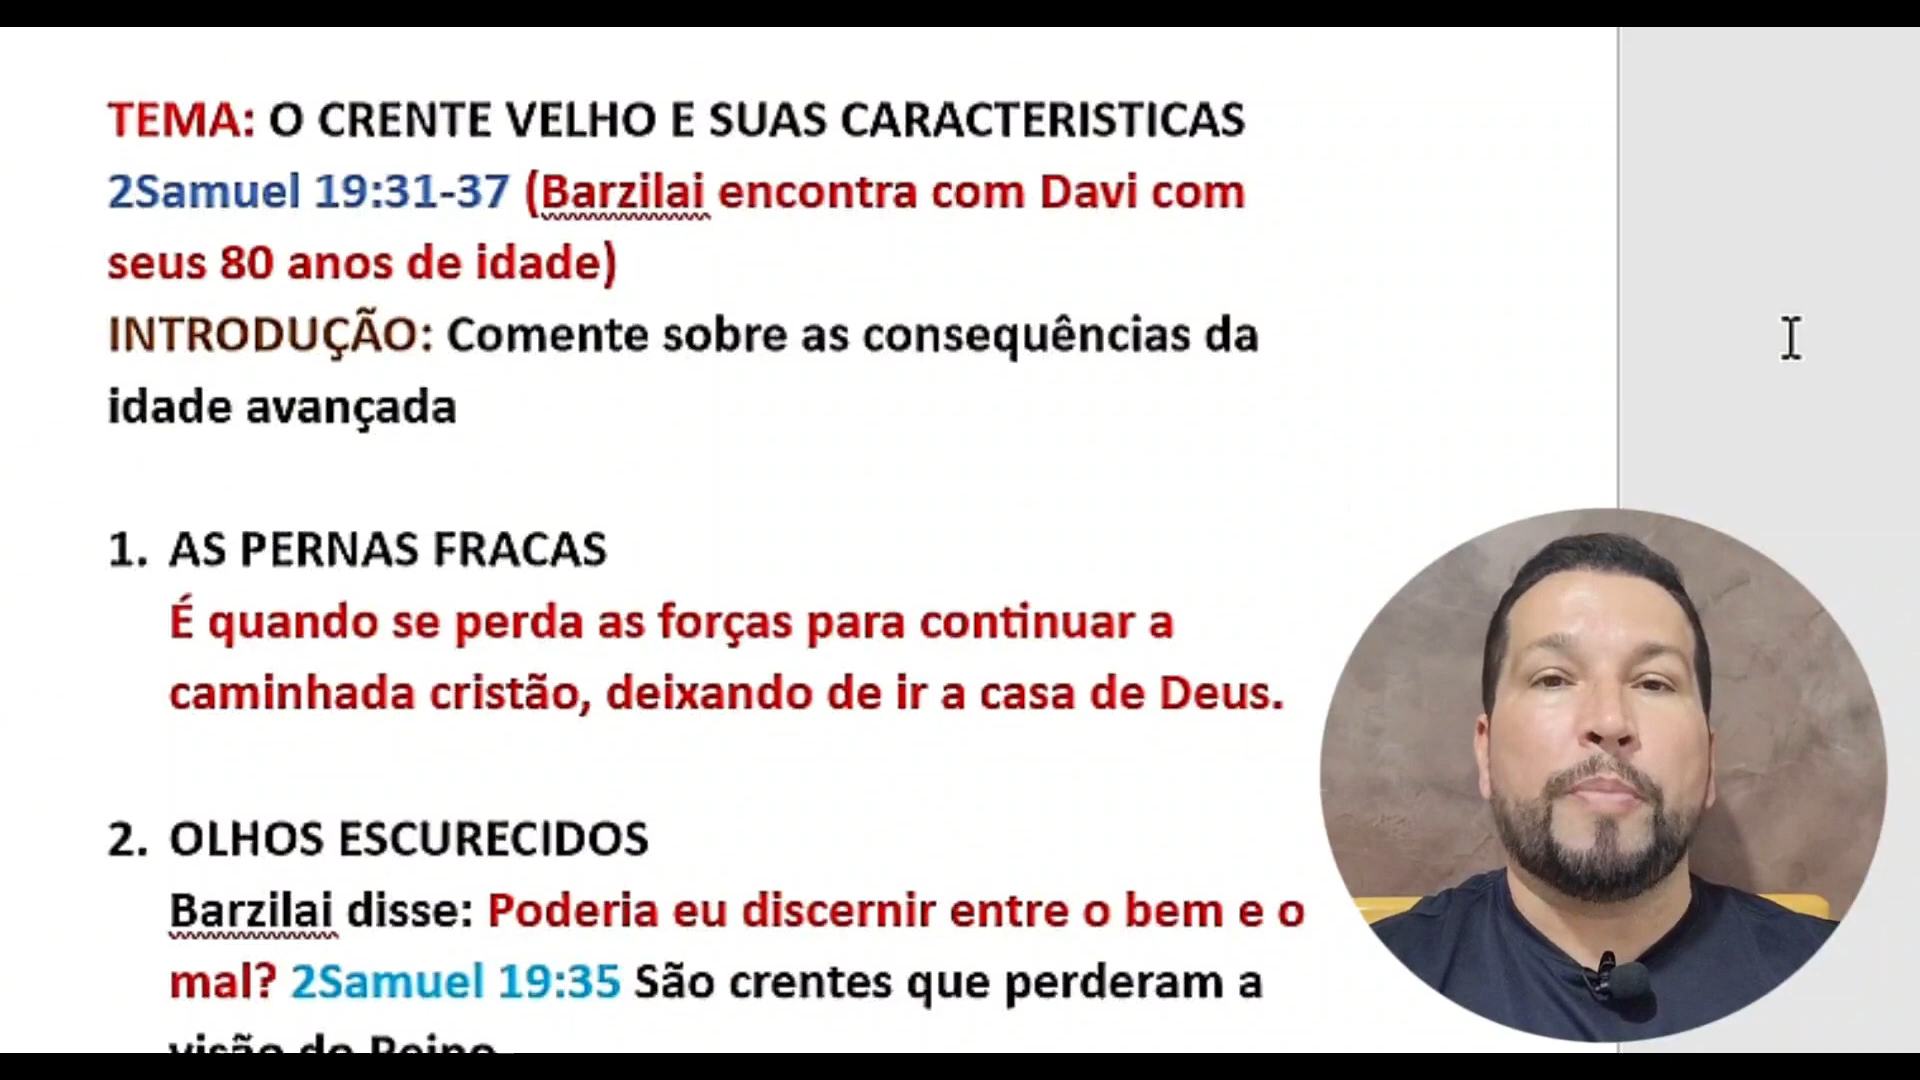 TEMA: O CRENTE VELHO E SUAS CARACTERISTICAS
2Samuel 19:31-37 (Barzilai encontra com Davi com
seus 80 anos de idade)
INTRODUÇÃO: Comente sobre as consequências da
idade avançada
1. AS PERNAS FRACAS
É quando se perda as forças para continuar a
caminhada cristão, deixando de ir a casa de Deus.
2. OLHOS ESCURECIDOS
Barzilai disse: Poderia eu discernir entre o bem e o
mal? 2Samuel 19:35 São crentes que perderam a
visão do Reino